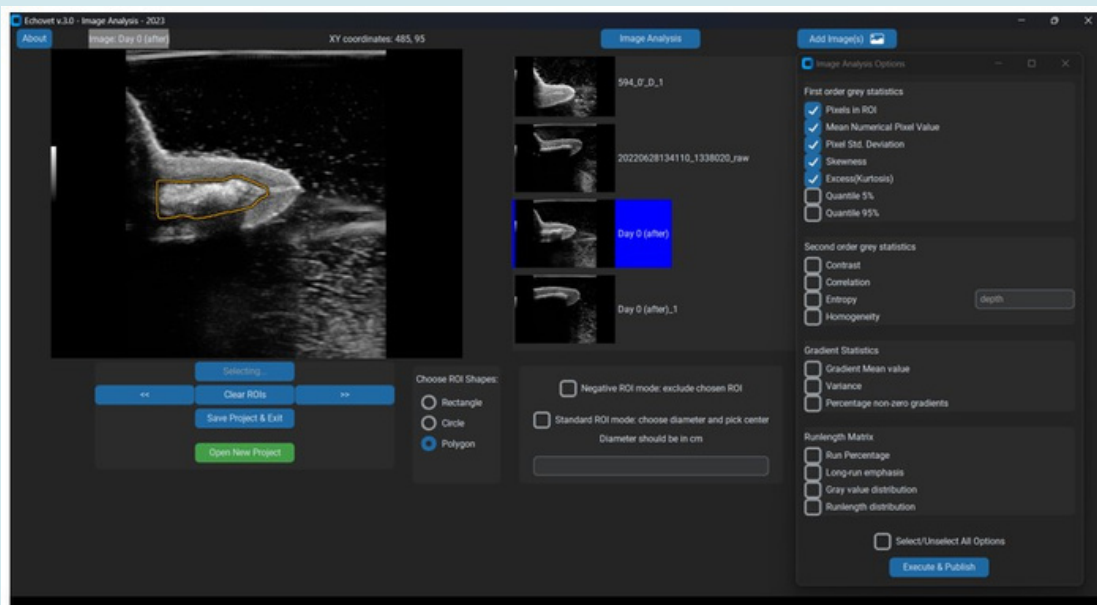 Echovet v.3.0 - Image Analysis - 2023
About
Image: Day 0 (after)
XY coordinates: 485, 95
Image Analysis
Add Image(s)
594_0'_D_1
20220628134110_1338020_raw
Day 0 (after)
Day 0 (after)_1
Selecting...
<<
Clear ROIs
>>
Save Project & Exit
Open New Project
Choose ROI Shapes:
Rectangle
Circle
Polygon
Negative ROI mode: exclude chosen ROI
Standard ROI mode: choose diameter and pick center
Diameter should be in cm
Image Analysis Options
First order grey statistics
Pixels in ROI
Mean Numerical Pixel Value
Pixel Std. Deviation
Skewness
Excess(Kurtosis)
Quantile 5%
Quantile 95%
Second order grey statistics
Contrast
Correlation
Entropy
depth
Homogeneity
Gradient Statistics
Gradient Mean value
Variance
Percentage non-zero gradients
Runlength Matrix
Run Percentage
Long-run emphasis
Gray value distribution
Runlength distribution
Select/Unselect All Options
Execute & Publish